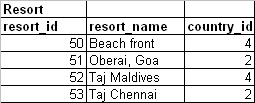 Resort
resort_id resort_name country_id
50 Beach front 4
51 Oberai, Goa 2
52 Taj Maldives 4
53 Taj Chennai 2